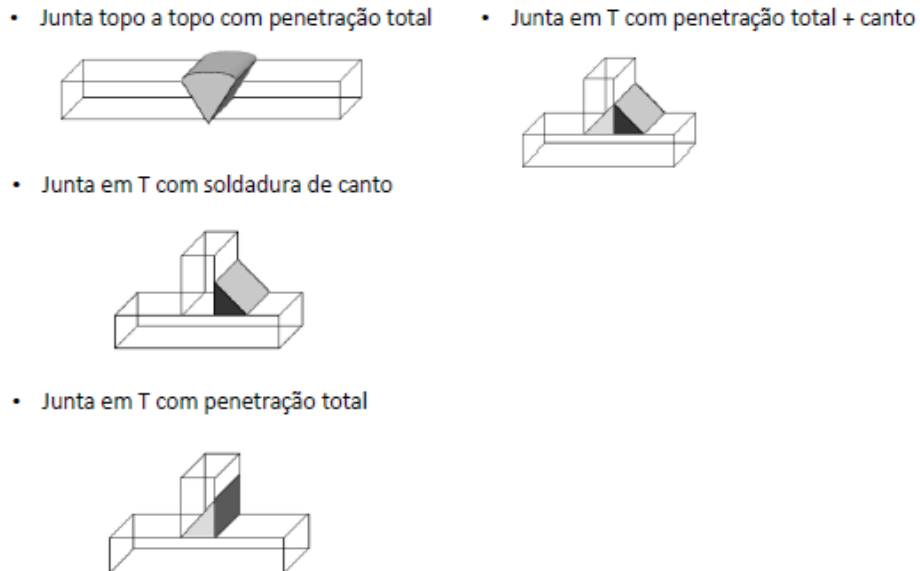 • Junta topo a topo com penetração total
• Junta em T com soldadura de canto
• Junta em T com penetração total
• Junta em T com penetração total + canto